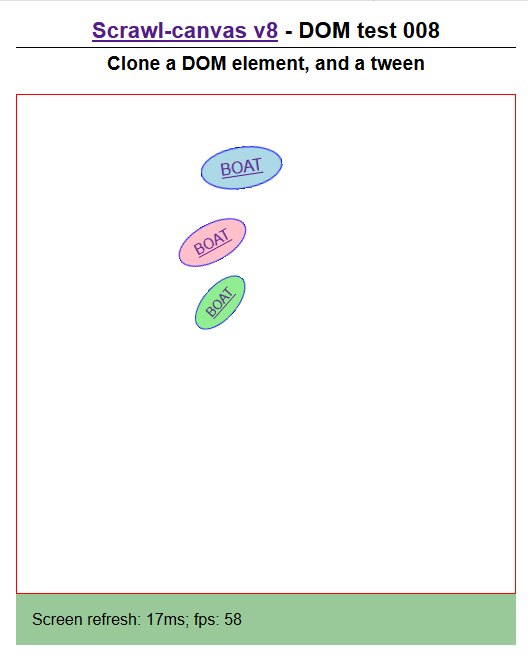 Scrawl-canvas v8 - DOM test 008
Clone a DOM element, and a tween
BOAT
BOAT
BOAT
Screen refresh: 17ms; fps: 58